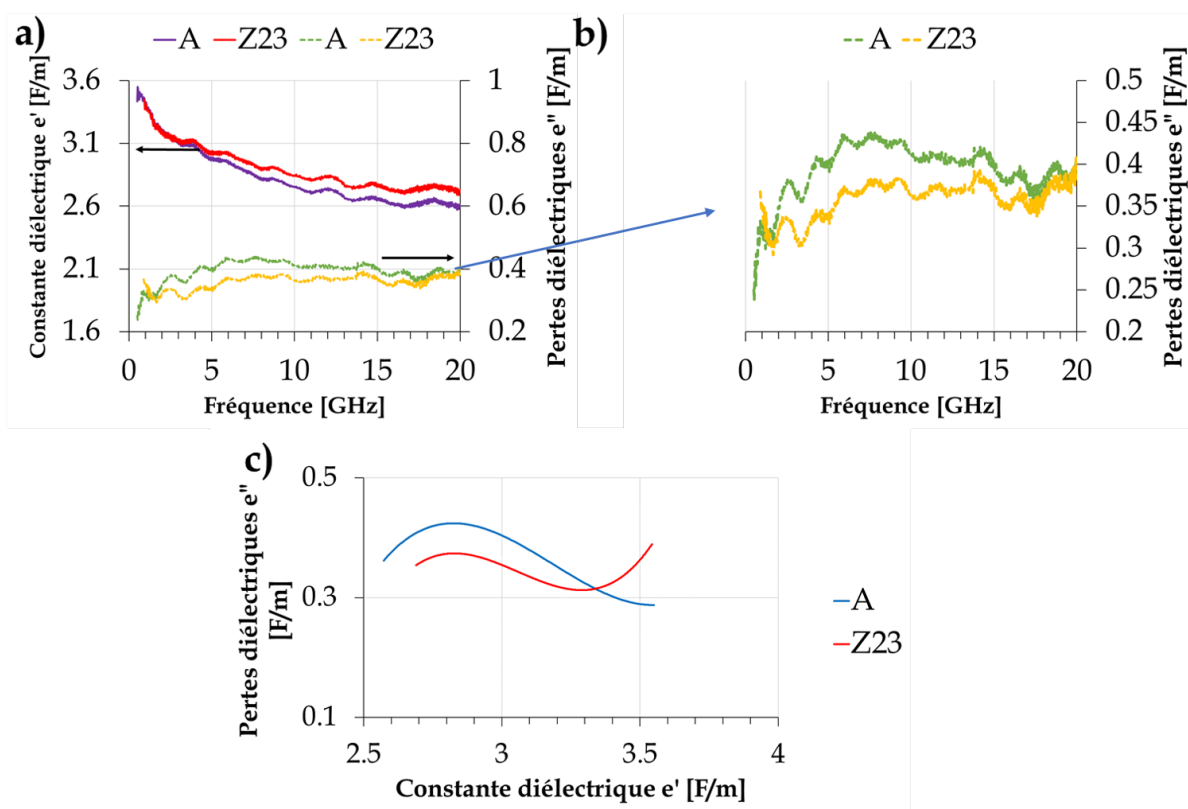 a)
A Z23 A Z23
Constante diélectrique e' [F/m]
3.6
3.1
2.6
2.1
1.6
1
0.8
0.6
0.4
0.2
Pertes diélectriques e" [F/m]
0 5 10 15 20
Fréquence [GHz]
b)
A Z23
0.5
0.45
0.4
0.35
0.3
0.25
0.2
Pertes diélectriques e" [F/m]
0 5 10 15 20
Fréquence [GHz]
c)
Pertes diélectriques e"
[F/m]
0.5
0.3
0.1
2.5 3 3.5 4
Constante diélectrique e' [F/m]
A
Z23